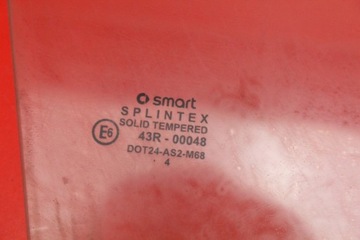 smart
SPLINTEX
SOLID TEMPERED
E6 43R - 00048
DOT24-AS2-M68
4